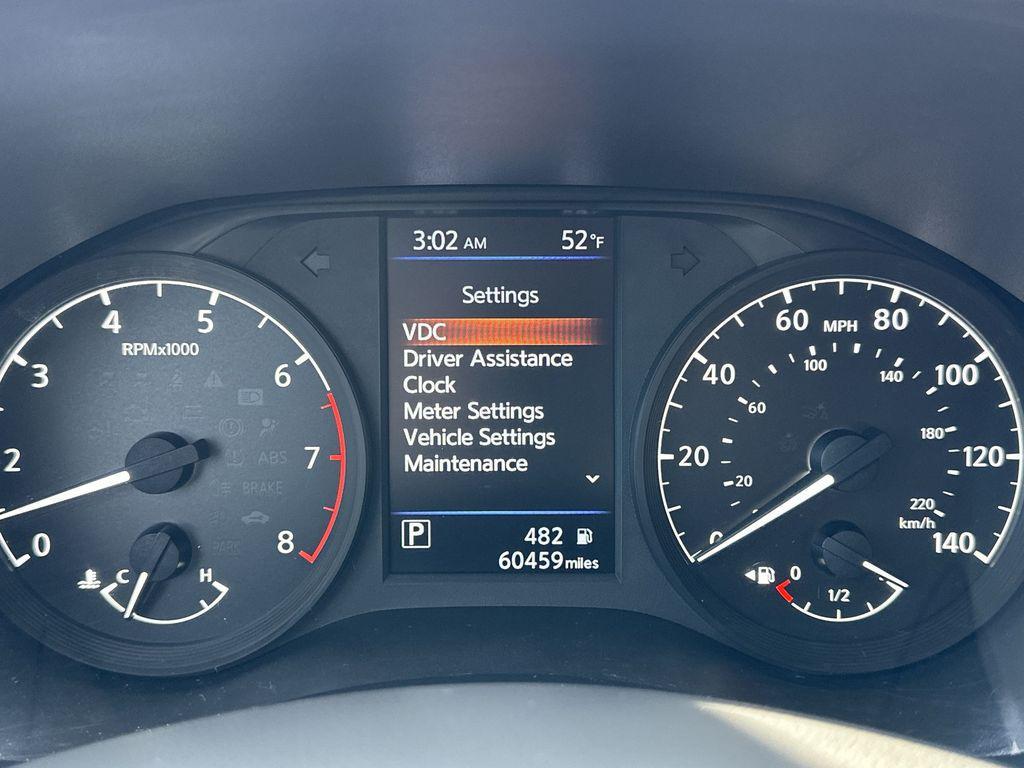 3:02 AM 52°F
Settings
VDC
Driver Assistance
Clock
Meter Settings
Vehicle Settings
Maintenance
P 482
60459 miles
RPMx1000
0
2
3
4
5
6
7
8
ABS
BRAKE
PARK
C H
MPH
0
20
40
60
80
100
120
140
20
60
100
140
180
220
km/h
0 1/2